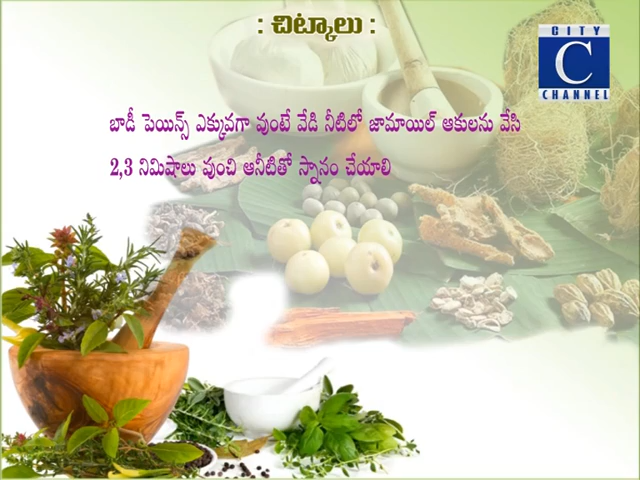 : చిట్కాలు :
CITY
C
CHANNEL
బాడీ పెయిన్స్ ఎక్కువగా వుంటే వేడి నీటిలో జామాయిల్ ఆకులను వేసి
2,3 నిమిషాలు వుంచి ఆనీటితో స్నానం చేయాలి